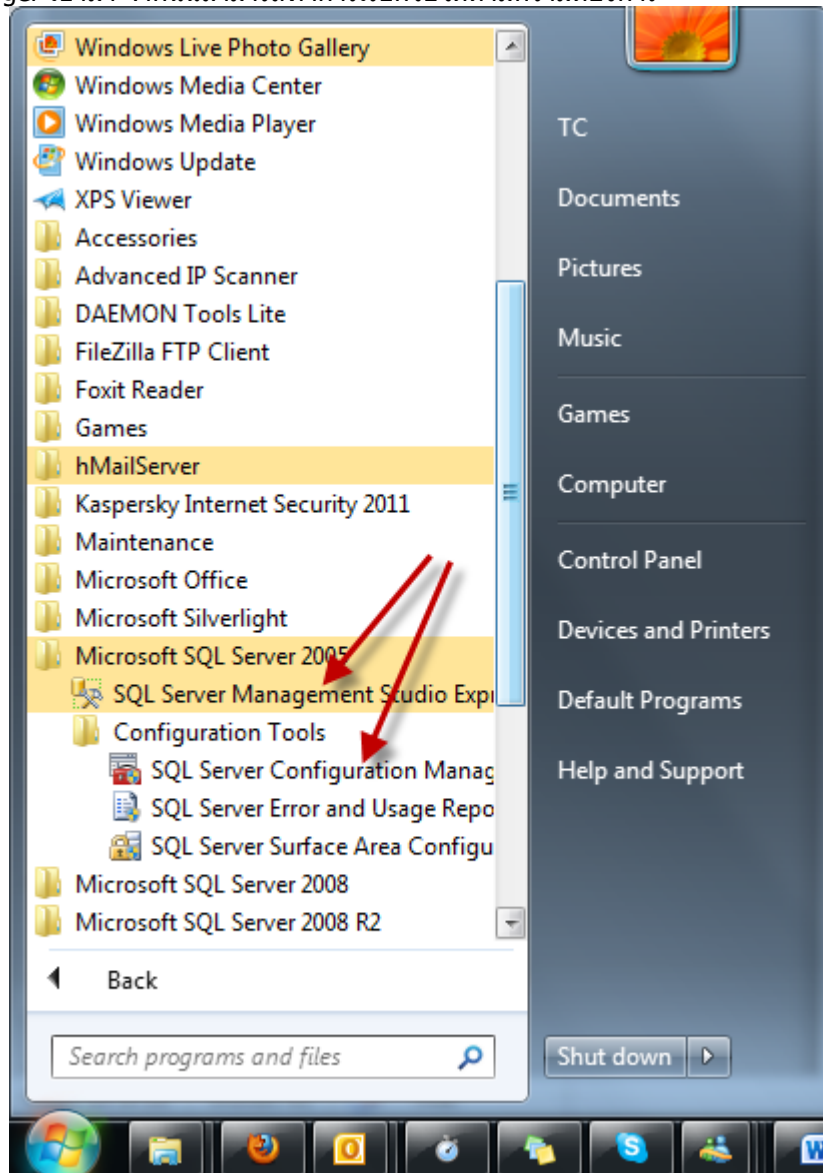 Windows Live Photo Gallery
Windows Media Center
Windows Media Player
Windows Update
XPS Viewer
Accessories
Advanced IP Scanner
DAEMON Tools Lite
FileZilla FTP Client
Foxit Reader
Games
hMailServer
Kaspersky Internet Security 2011
Maintenance
Microsoft Office
Microsoft Silverlight
Microsoft SQL Server 2005
SQL Server Management Studio Expr
Configuration Tools
SQL Server Configuration Manag
SQL Server Error and Usage Repo
SQL Server Surface Area Configu
Microsoft SQL Server 2008
Microsoft SQL Server 2008 R2
Back
Search programs and files
TC
Documents
Pictures
Music
Games
Computer
Control Panel
Devices and Printers
Default Programs
Help and Support
Shut down